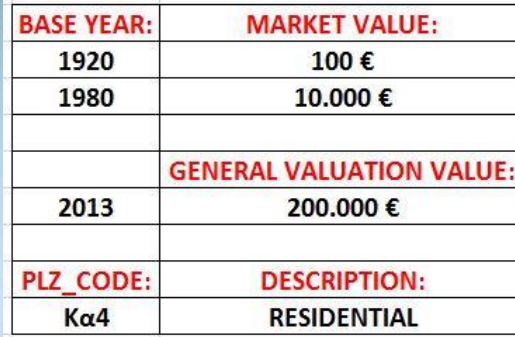 BASE YEAR: MARKET VALUE:
1920 100 €
1980 10.000 €
GENERAL VALUATION VALUE:
2013 200.000 €
PLZ_CODE: DESCRIPTION:
Κα4 RESIDENTIAL